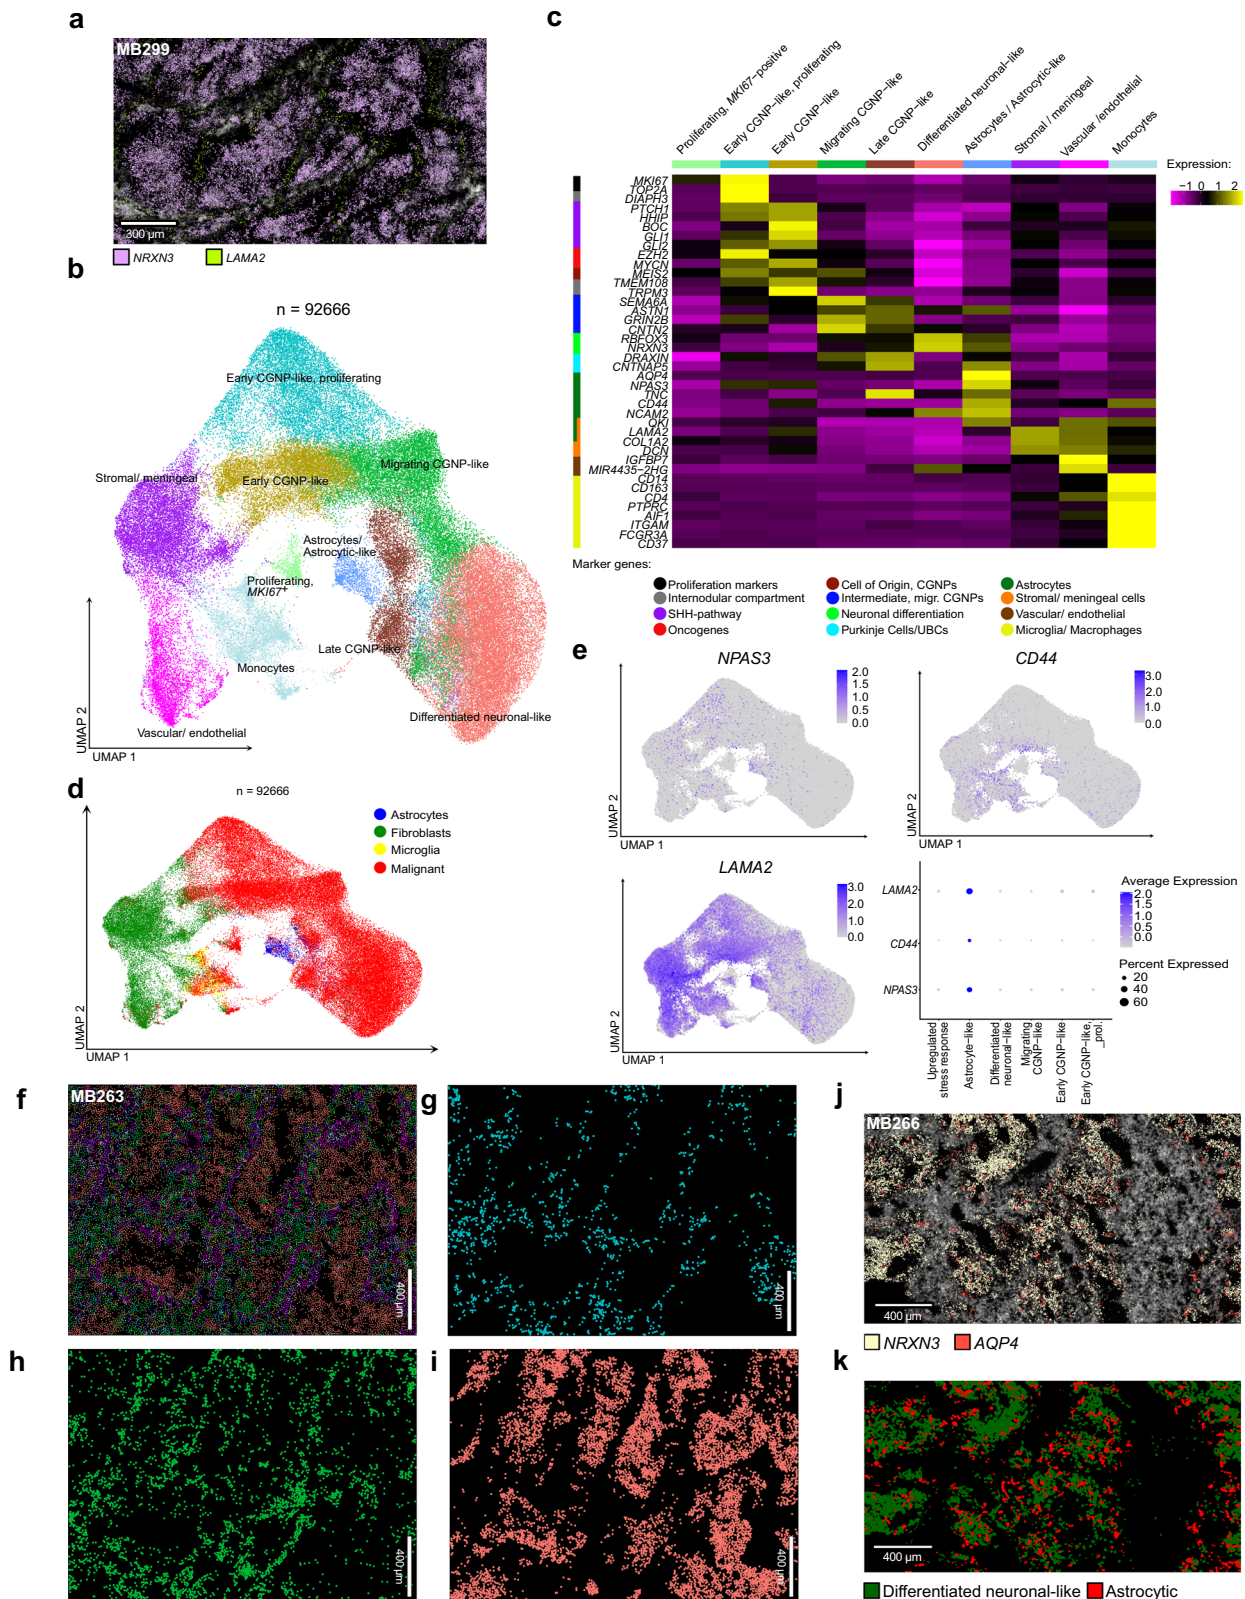 a
MB299
300 µm
NRXN3 LAMA2
b
n = 92666
Early CGNP-like, proliferating
Migrating CGNP-like
Stromal/ meningeal
Early CGNP-like
Astrocytes/
Astrocytic-like
Proliferating,
MKI67+
Late CGNP-like
Monocytes
Differentiated neuronal-like
Vascular/ endothelial
UMAP 2
UMAP 1
c
Proliferating, MKI67-positive
Early CGNP-like, proliferating
Early CGNP-like
Migrating CGNP-like
Late CGNP-like
Differentiated neuronal-like
Astrocytes / Astrocytic-like
Stromal / meningeal
Vascular /endothelial
Monocytes
Expression:
−1 0 1 2
MKI67
TOP2A
DIAPH3
PTCH1
HHIP
BOC
GLI1
GLI2
EZH2
MYCN
MEIS2
TMEM108
TRPM3
SEMA6A
ASTN1
GRIN2B
CNTN2
RBFOX3
NRXN3
DRAXIN
CNTNAP5
AQP4
NPAS3
TNC
CD44
NCAM2
QKI
LAMA2
COL1A2
DCN
IGFBP7
MIR4435-2HG
CD14
CD163
CD4
PTPRC
AIF1
ITGAM
FCGR3A
CD37
Marker genes:
Proliferation markers
Internodular compartment
SHH-pathway
Oncogenes
Cell of Origin, CGNPs
Intermediate, migr. CGNPs
Neuronal differentiation
Purkinje Cells/UBCs
Astrocytes
Stromal/ meningeal cells
Vascular/ endothelial
Microglia/ Macrophages
d
n = 92666
Astrocytes
Fibroblasts
Microglia
Malignant
UMAP 2
UMAP 1
e
NPAS3
2.0
1.5
1.0
0.5
0.0
UMAP 2
UMAP 1
CD44
3.0
2.0
1.0
0.0
UMAP 2
UMAP 1
LAMA2
3.0
2.0
1.0
0.0
UMAP 2
UMAP 1
LAMA2
CD44
NPAS3
Upregulated
stress response
Astrocyte-like
Differentiated
neuronal-like
Migrating
CGNP-like
Early CGNP-like
Early CGNP-like,
_prol.
Average Expression
2.0
1.5
1.0
0.5
0.0
Percent Expressed
20
40
60
f
MB263
400 µm
g
400 µm
h
400 µm
i
400 µm
j
MB266
400 µm
NRXN3 AQP4
k
400 µm
Differentiated neuronal-like Astrocytic